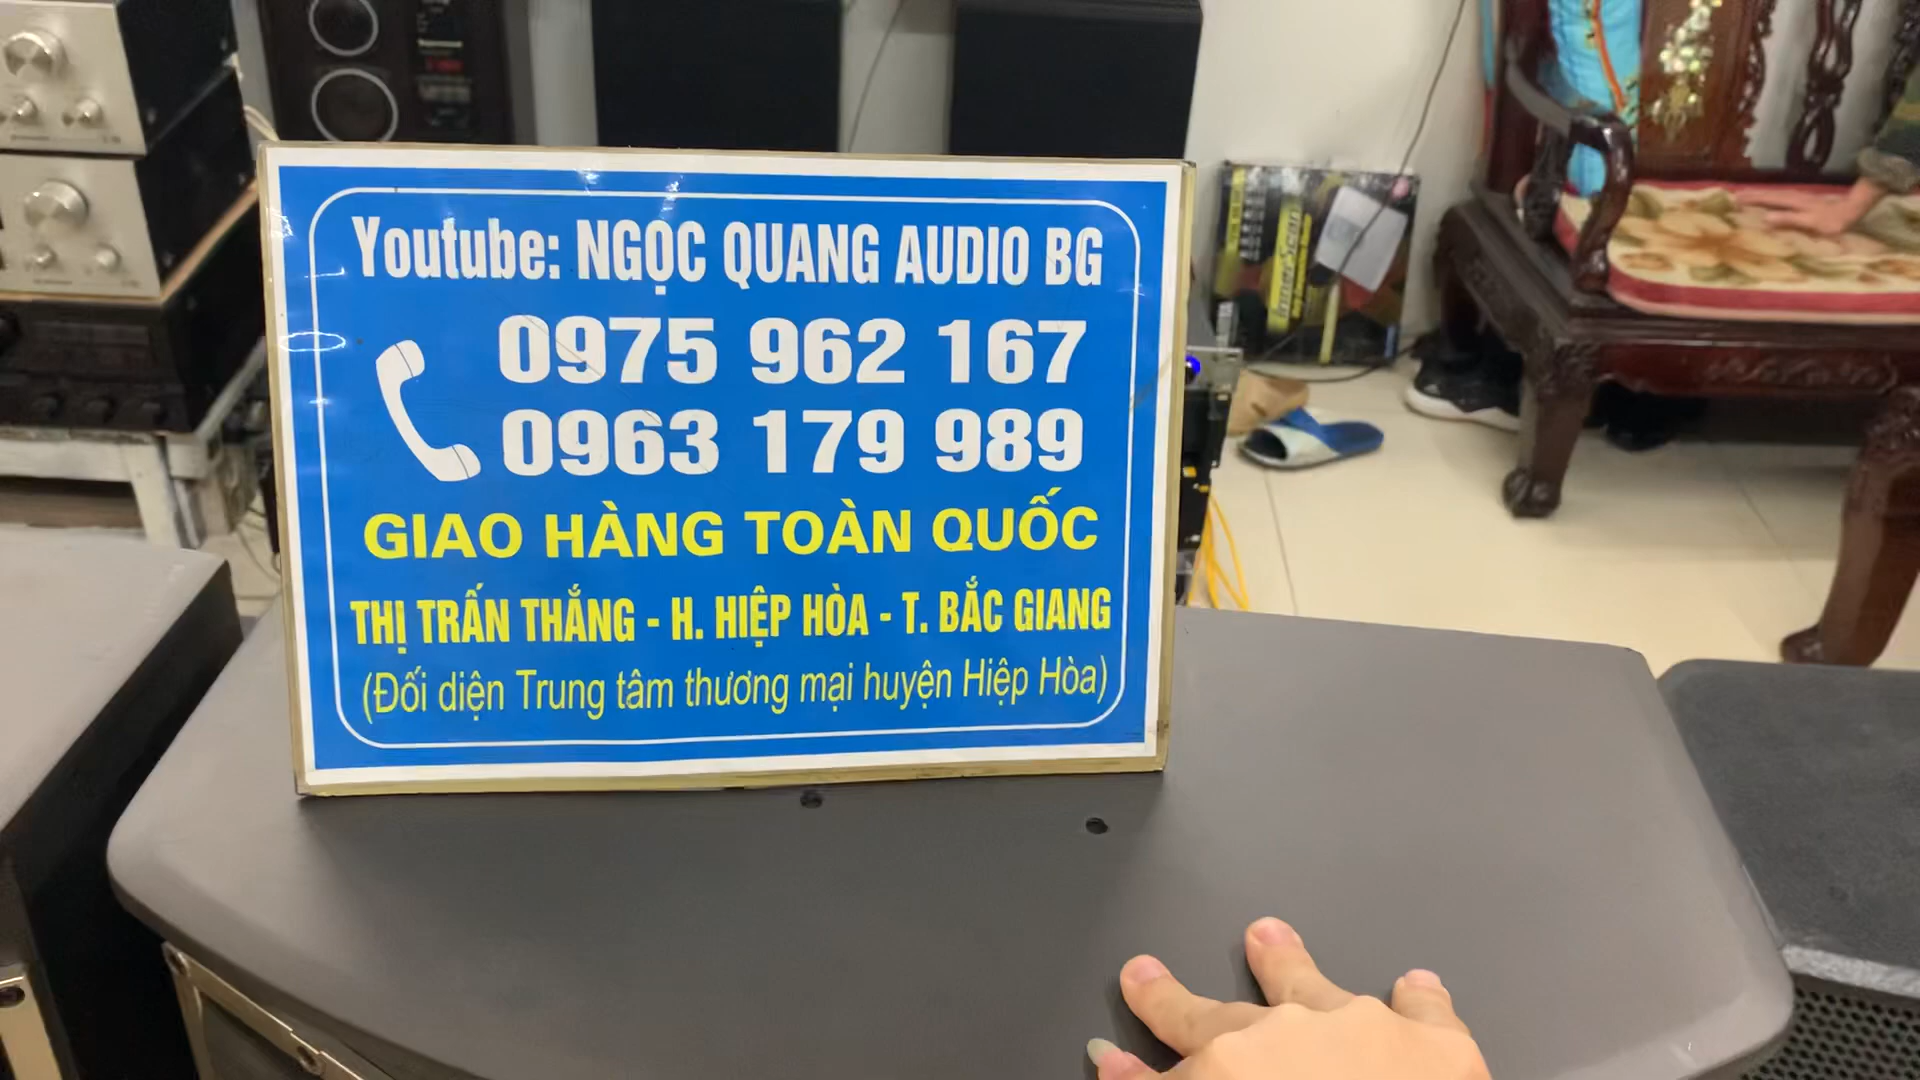 Youtube: NGỌC QUANG AUDIO BG
0975 962 167
0963 179 989
GIAO HÀNG TOÀN QUỐC
THỊ TRẤN THẮNG - H. HIỆP HÒA - T. BẮC GIANG
(Đối diện Trung tâm thương mại huyện Hiệp Hòa)
InnerScan